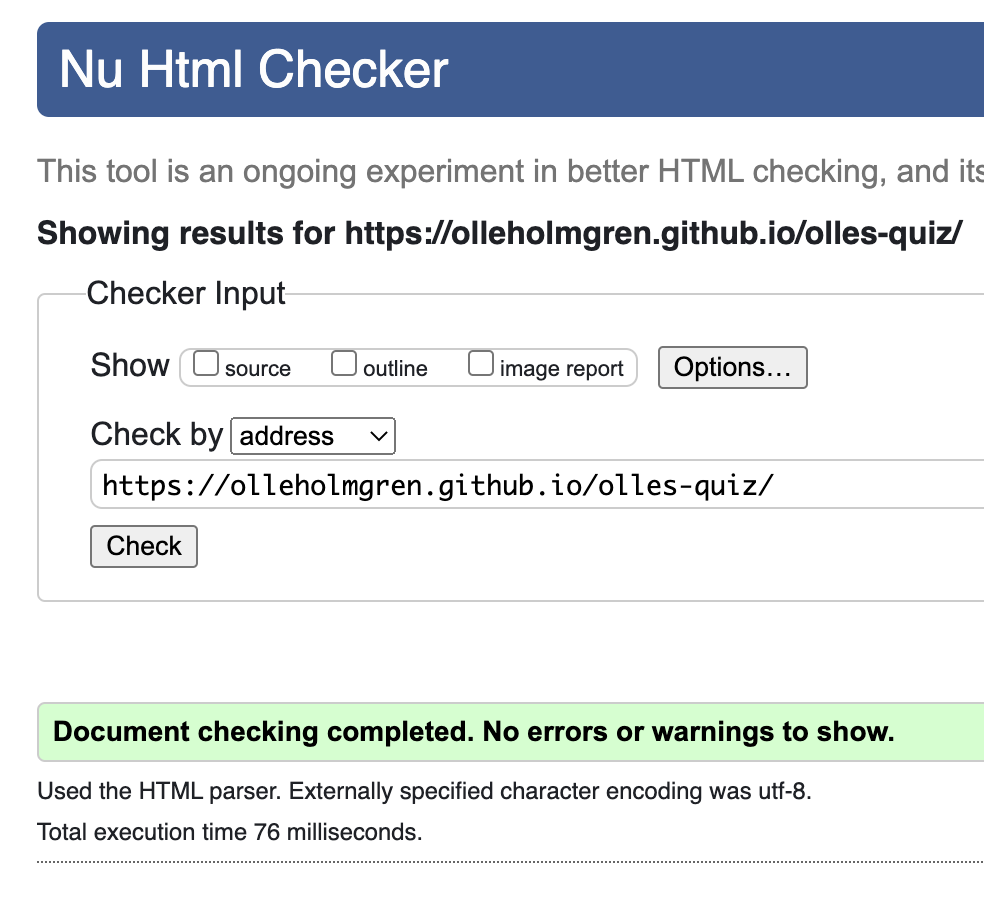 Nu Html Checker
This tool is an ongoing experiment in better HTML checking, and its
Showing results for https://olleholmgren.github.io/olles-quiz/
Checker Input
Show source outline image report Options…
Check by address
https://olleholmgren.github.io/olles-quiz/
Check
Document checking completed. No errors or warnings to show.
Used the HTML parser. Externally specified character encoding was utf-8.
Total execution time 76 milliseconds.